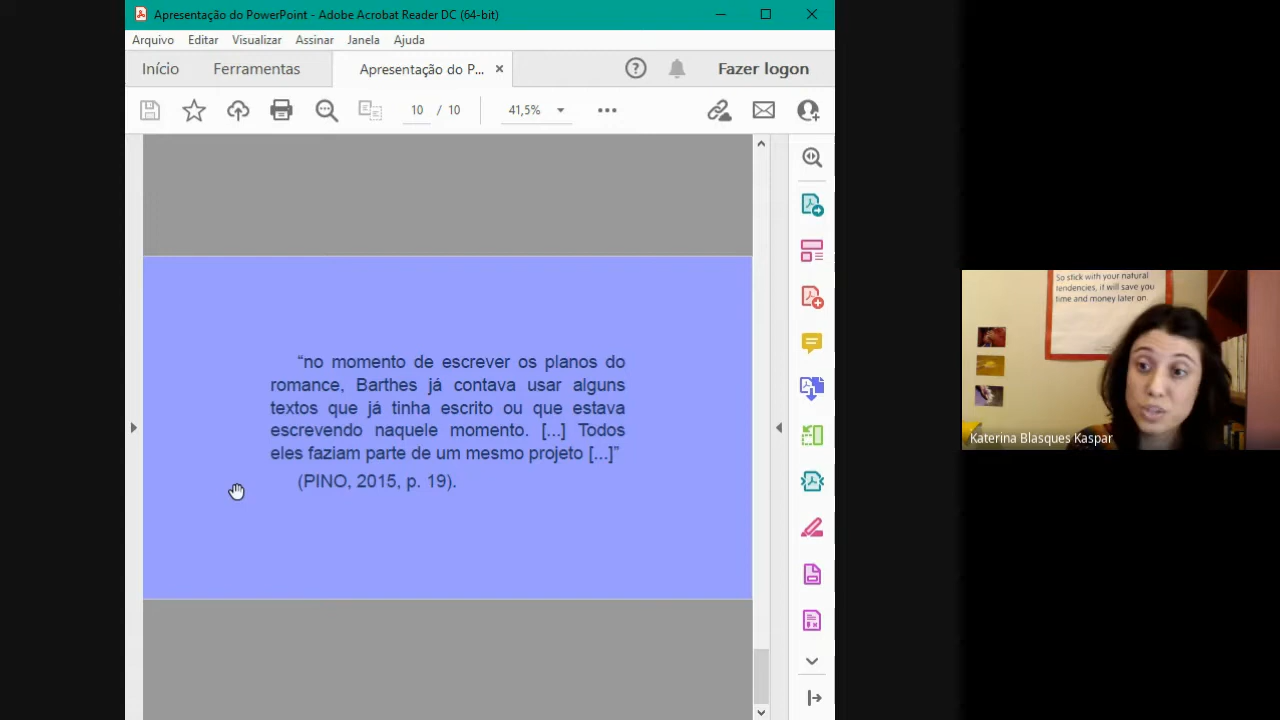 Apresentação do PowerPoint - Adobe Acrobat Reader DC (64-bit)
Arquivo Editar Visualizar Assinar Janela Ajuda
Início Ferramentas Apresentação do P... Fazer logon
10 / 10 41,5%
“no momento de escrever os planos do
romance, Barthes já contava usar alguns
textos que já tinha escrito ou que estava
escrevendo naquele momento. [...] Todos
eles faziam parte de um mesmo projeto [...]”
(PINO, 2015, p. 19).
So stick with your natural
tendencies, it will save you
time and money later on.
Katerina Blasques Kaspar